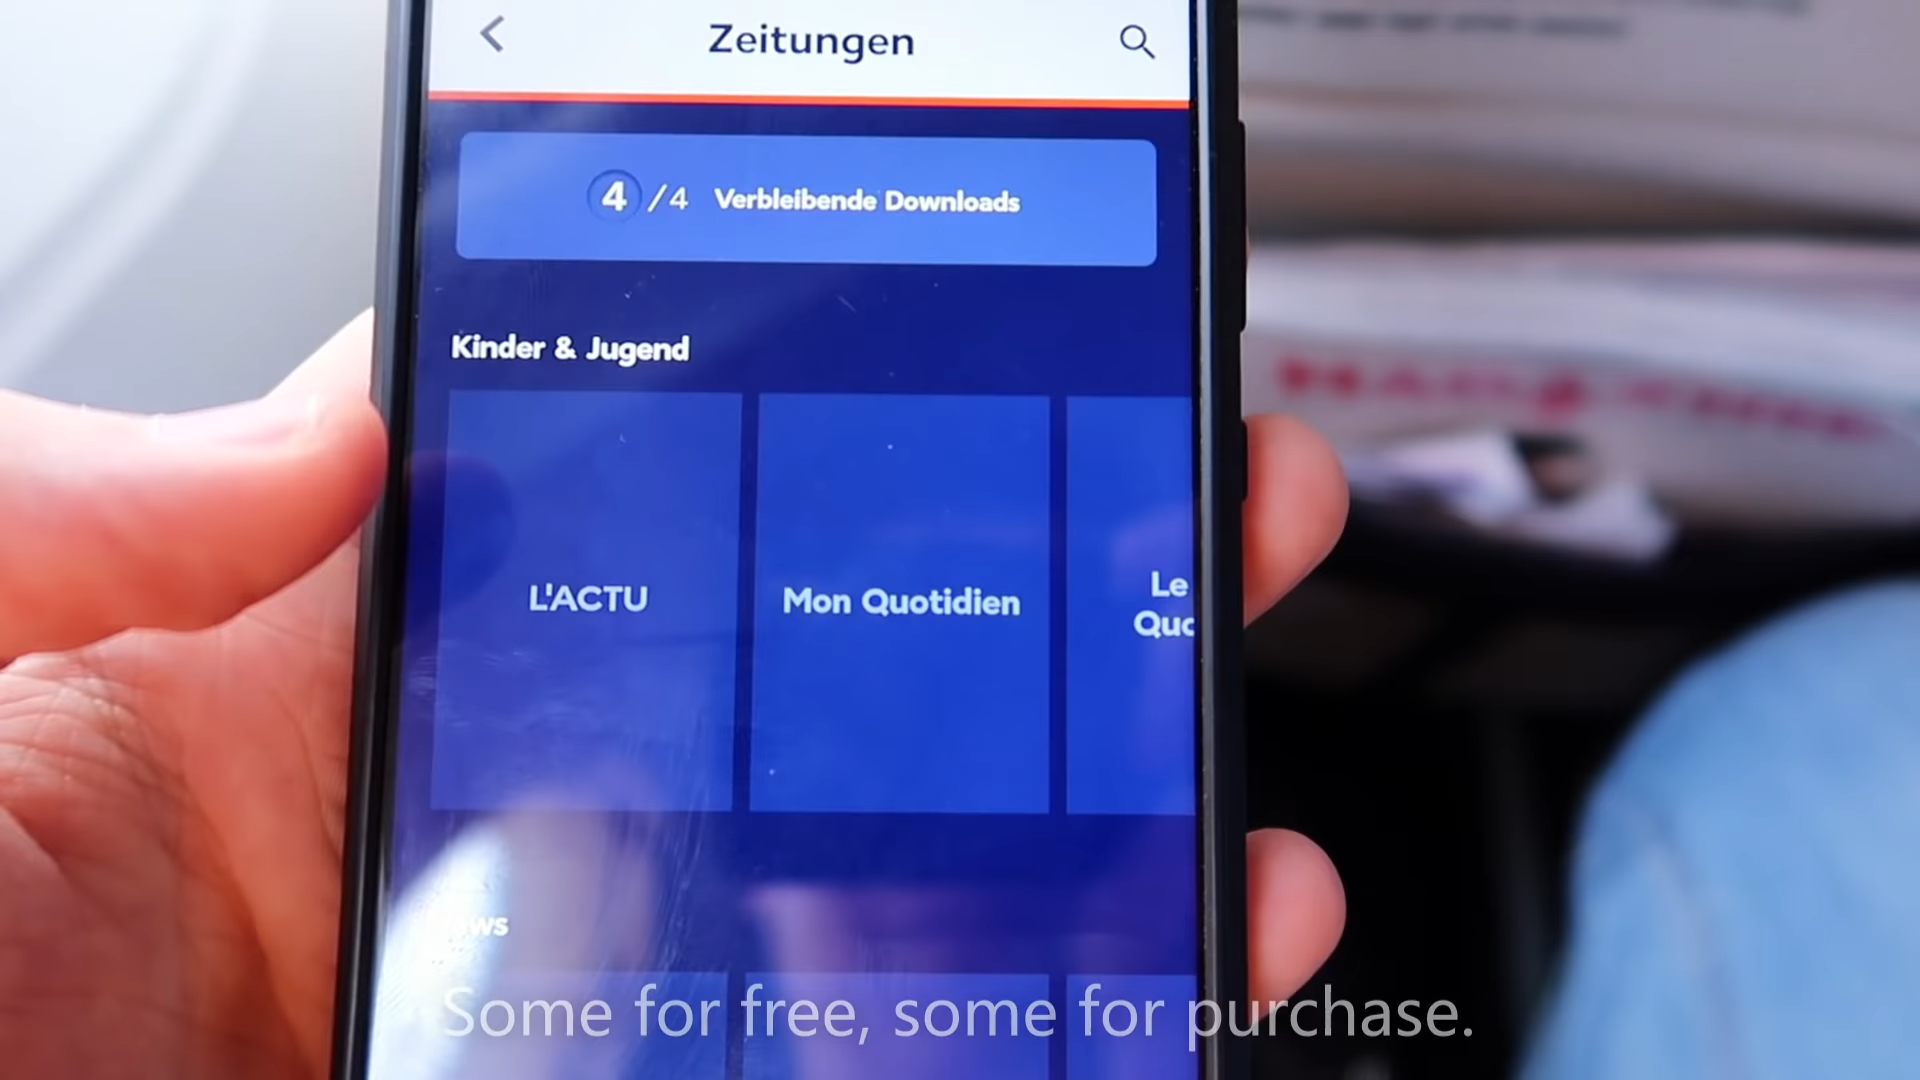 Zeitungen
4/4 Verbleibende Downloads
Kinder & Jugend
L'ACTU
Mon Quotidien
Le
Quo
Some for free, some for purchase.